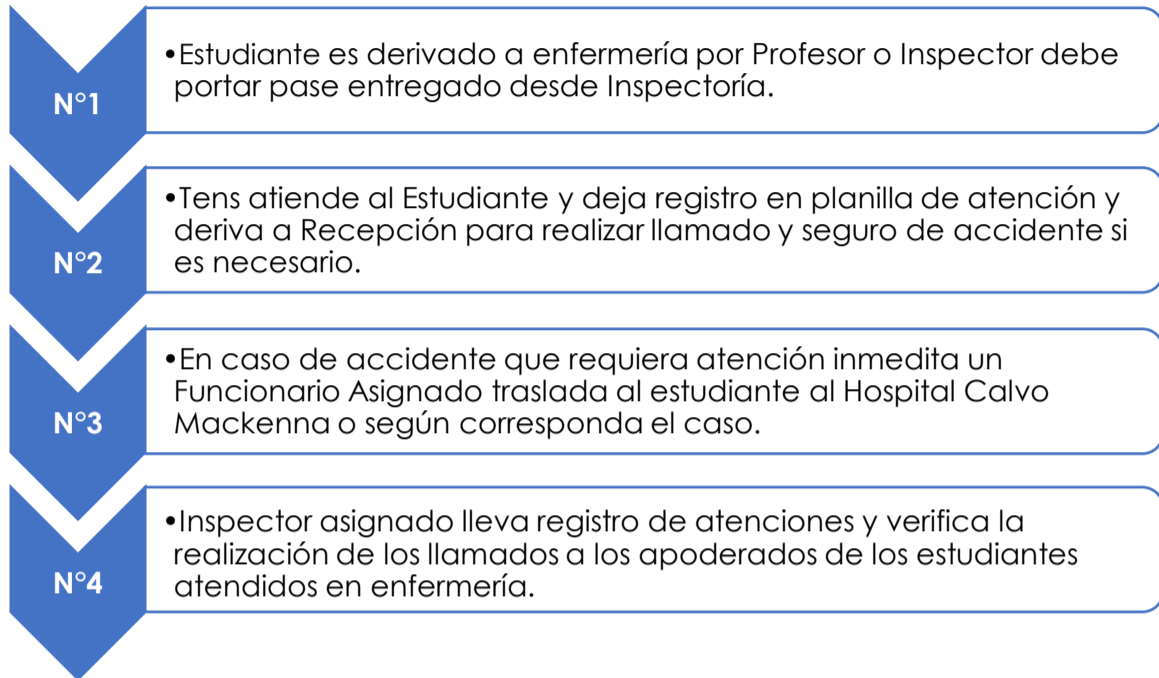 N°1
•Estudiante es derivado a enfermería por Profesor o Inspector debe
portar pase entregado desde Inspectoría.
N°2
•Tens atiende al Estudiante y deja registro en planilla de atención y
deriva a Recepción para realizar llamado y seguro de accidente si
es necesario.
N°3
•En caso de accidente que requiera atención inmedita un
Funcionario Asignado traslada al estudiante al Hospital Calvo
Mackenna o según corresponda el caso.
N°4
•Inspector asignado lleva registro de atenciones y verifica la
realización de los llamados a los apoderados de los estudiantes
atendidos en enfermería.